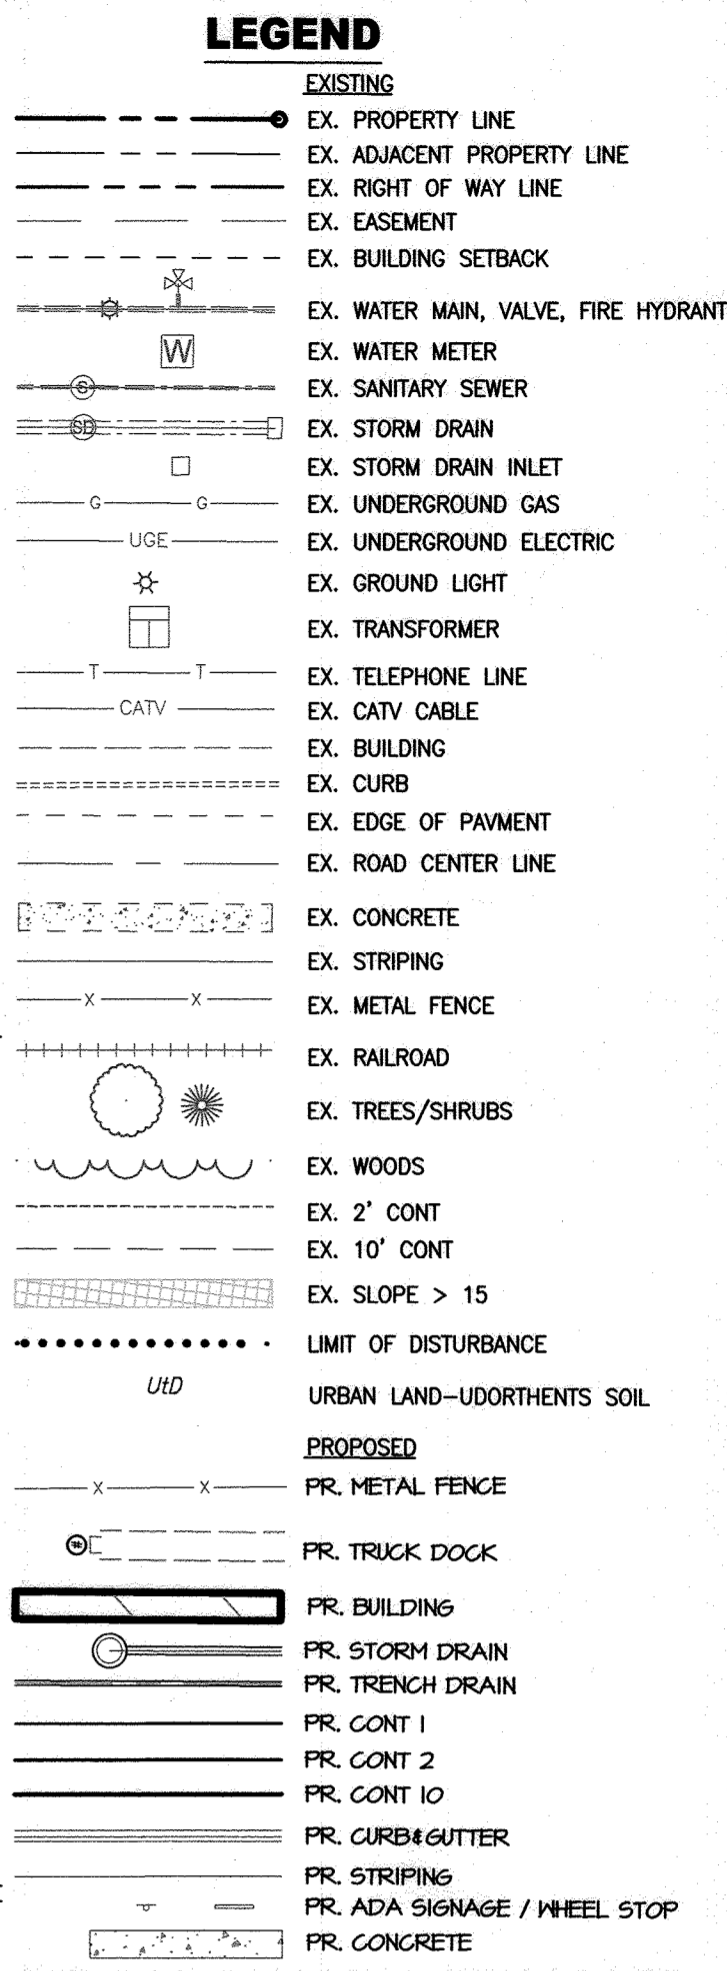 LEGEND
EXISTING
EX. PROPERTY LINE
EX. ADJACENT PROPERTY LINE
EX. RIGHT OF WAY LINE
EX. EASEMENT
EX. BUILDING SETBACK
EX. WATER MAIN, VALVE, FIRE HYDRANT
W EX. WATER METER
S EX. SANITARY SEWER
SD EX. STORM DRAIN
EX. STORM DRAIN INLET
G G EX. UNDERGROUND GAS
UGE EX. UNDERGROUND ELECTRIC
EX. GROUND LIGHT
EX. TRANSFORMER
T T EX. TELEPHONE LINE
CATV EX. CATV CABLE
EX. BUILDING
EX. CURB
EX. EDGE OF PAVMENT
EX. ROAD CENTER LINE
EX. CONCRETE
EX. STRIPING
X X EX. METAL FENCE
EX. RAILROAD
EX. TREES/SHRUBS
EX. WOODS
EX. 2' CONT
EX. 10' CONT
EX. SLOPE > 15
LIMIT OF DISTURBANCE
UtD URBAN LAND-UDORTHENTS SOIL
PROPOSED
X X PR. METAL FENCE
# PR. TRUCK DOCK
PR. BUILDING
PR. STORM DRAIN
PR. TRENCH DRAIN
PR. CONT 1
PR. CONT 2
PR. CONT 10
PR. CURB&GUTTER
PR. STRIPING
PR. ADA SIGNAGE / WHEEL STOP
PR. CONCRETE